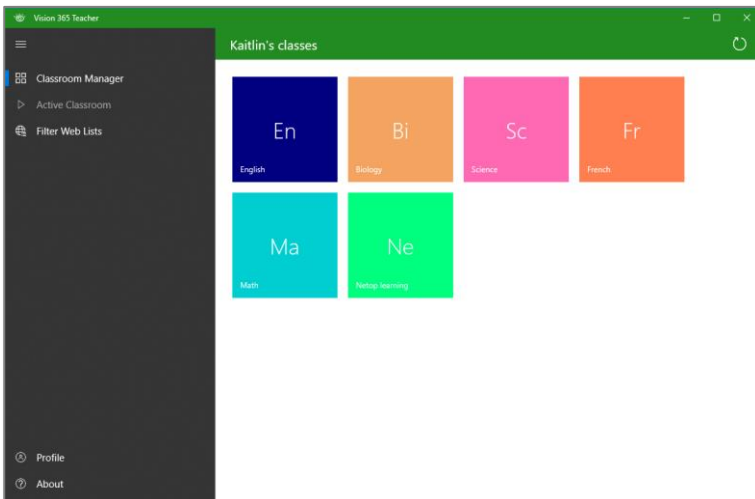 Vision 365 Teacher
Kaitlin's classes
Classroom Manager
Active Classroom
Filter Web Lists
Profile
About
En
English
Bi
Biology
Sc
Science
Fr
French
Ma
Math
Ne
Netop learning